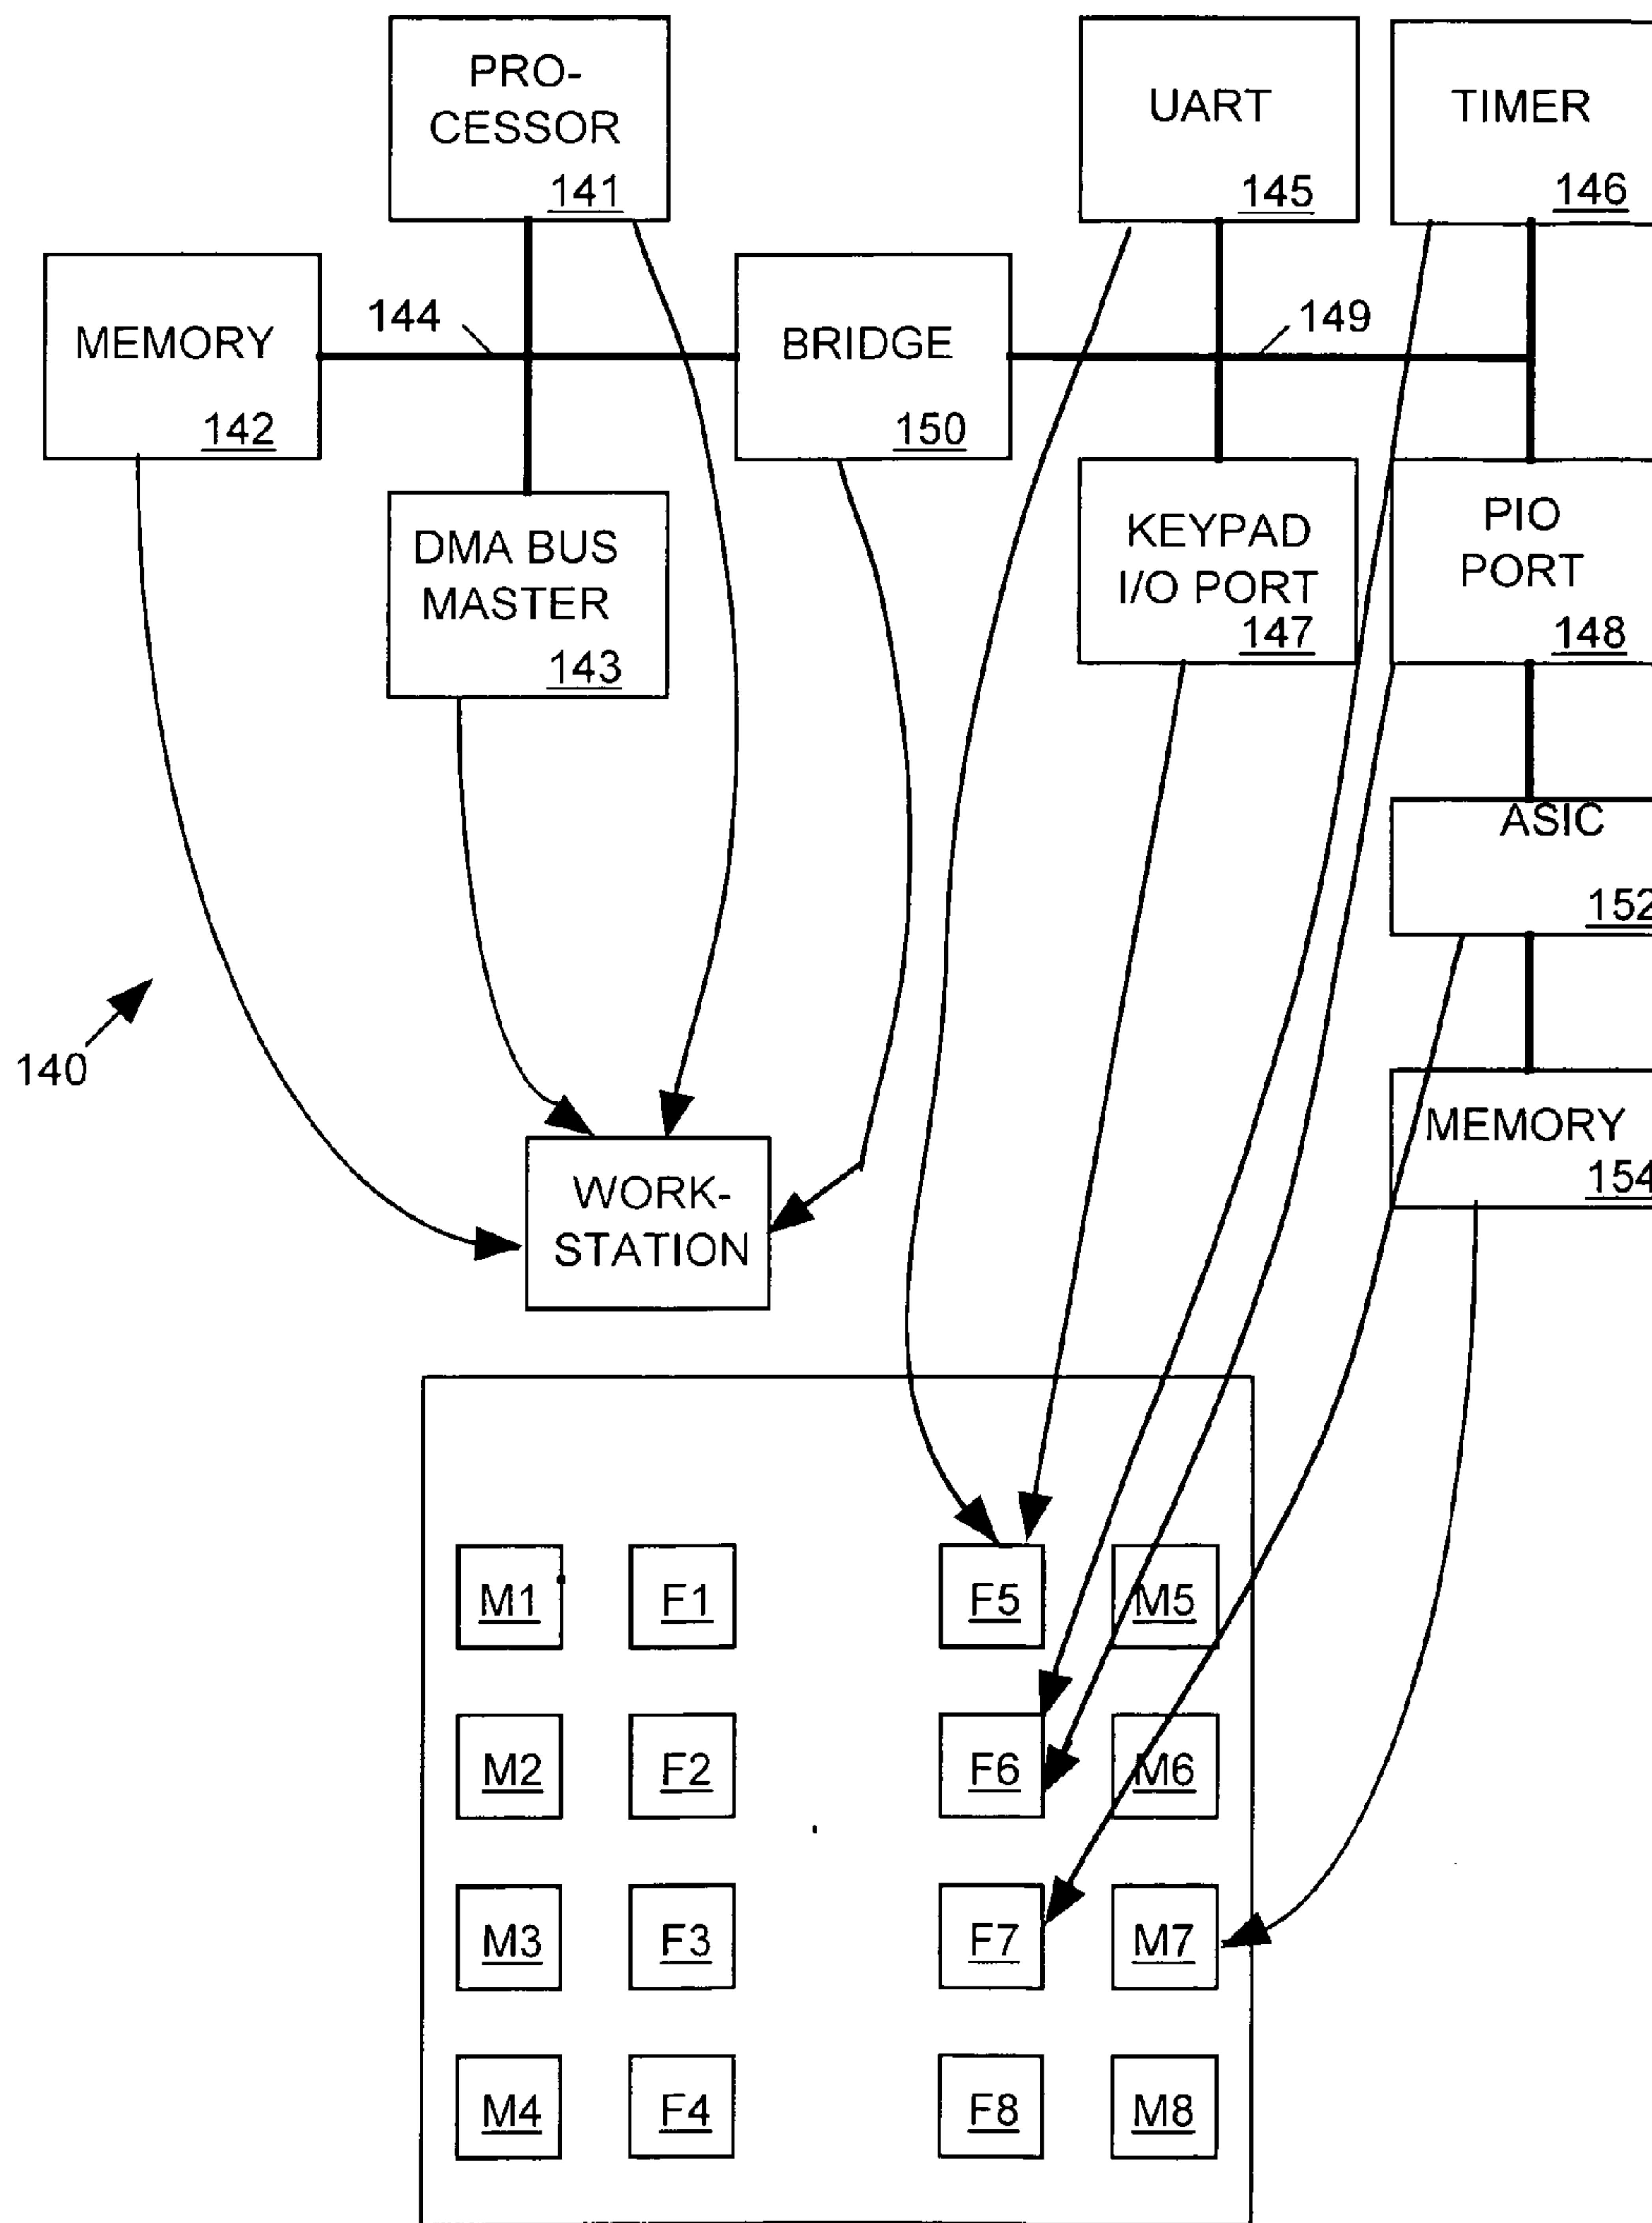 PRO-
CESSOR
141
UART
145
TIMER
146
MEMORY
142
144
BRIDGE
150
149
DMA BUS
MASTER
143
KEYPAD
I/O PORT
147
PIO
PORT
148
ASIC
152
140
MEMORY
154
WORK-
STATION
M1 F1 F5 M5
M2 F2 F6 M6
M3 F3 F7 M7
M4 F4 F8 M8